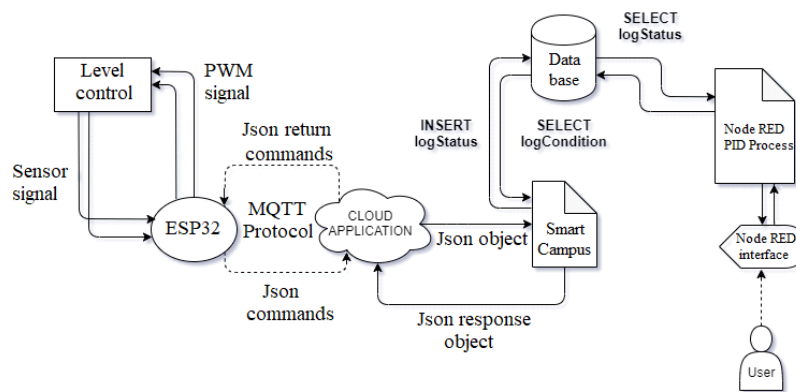 SELECT
logStatus
Level
control
PWM
signal
Data
base
Node RED
PID Process
INSERT
logStatus
SELECT
logCondition
Json return
commands
Sensor
signal
ESP32
MQTT
Protocol
CLOUD
APPLICATION
Json object
Smart
Campus
Node RED
interface
Json
commands
Json response
object
User